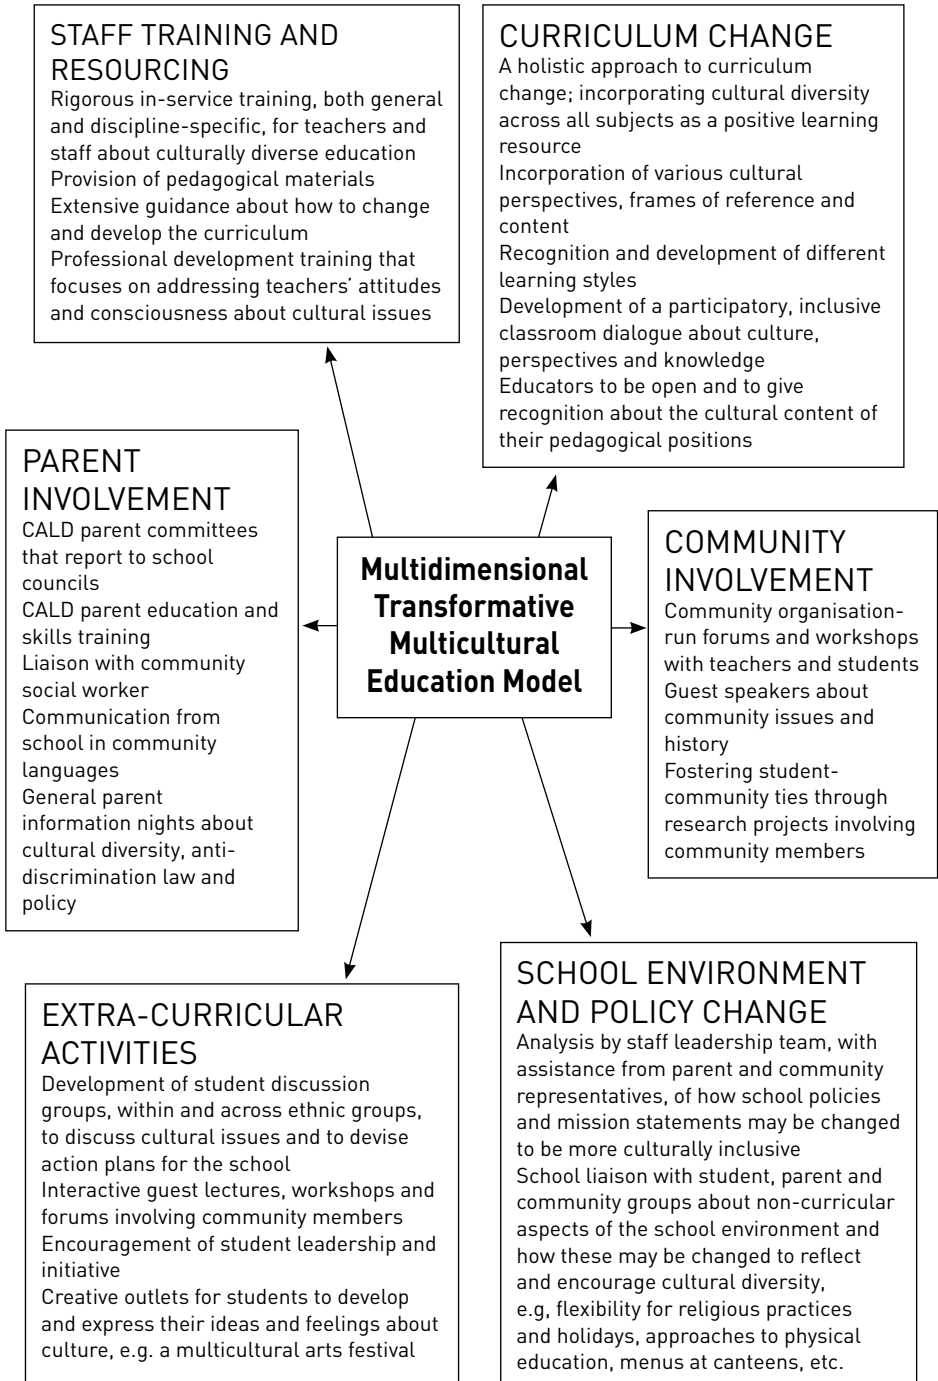 STAFF TRAINING AND
RESOURCING
Rigorous in-service training, both general
and discipline-specific, for teachers and
staff about culturally diverse education
Provision of pedagogical materials
Extensive guidance about how to change
and develop the curriculum
Professional development training that
focuses on addressing teachers’ attitudes
and consciousness about cultural issues
CURRICULUM CHANGE
A holistic approach to curriculum
change; incorporating cultural diversity
across all subjects as a positive learning
resource
Incorporation of various cultural
perspectives, frames of reference and
content
Recognition and development of different
learning styles
Development of a participatory, inclusive
classroom dialogue about culture,
perspectives and knowledge
Educators to be open and to give
recognition about the cultural content of
their pedagogical positions
PARENT
INVOLVEMENT
CALD parent committees
that report to school
councils
CALD parent education and
skills training
Liaison with community
social worker
Communication from
school in community
languages
General parent
information nights about
cultural diversity, anti-
discrimination law and
policy
Multidimensional
Transformative
Multicultural
Education Model
COMMUNITY
INVOLVEMENT
Community organisation-
run forums and workshops
with teachers and students
Guest speakers about
community issues and
history
Fostering student-
community ties through
research projects involving
community members
EXTRA-CURRICULAR
ACTIVITIES
Development of student discussion
groups, within and across ethnic groups,
to discuss cultural issues and to devise
action plans for the school
Interactive guest lectures, workshops and
forums involving community members
Encouragement of student leadership and
initiative
Creative outlets for students to develop
and express their ideas and feelings about
culture, e.g. a multicultural arts festival
SCHOOL ENVIRONMENT
AND POLICY CHANGE
Analysis by staff leadership team, with
assistance from parent and community
representatives, of how school policies
and mission statements may be changed
to be more culturally inclusive
School liaison with student, parent and
community groups about non-curricular
aspects of the school environment and
how these may be changed to reflect
and encourage cultural diversity,
e.g, flexibility for religious practices
and holidays, approaches to physical
education, menus at canteens, etc.